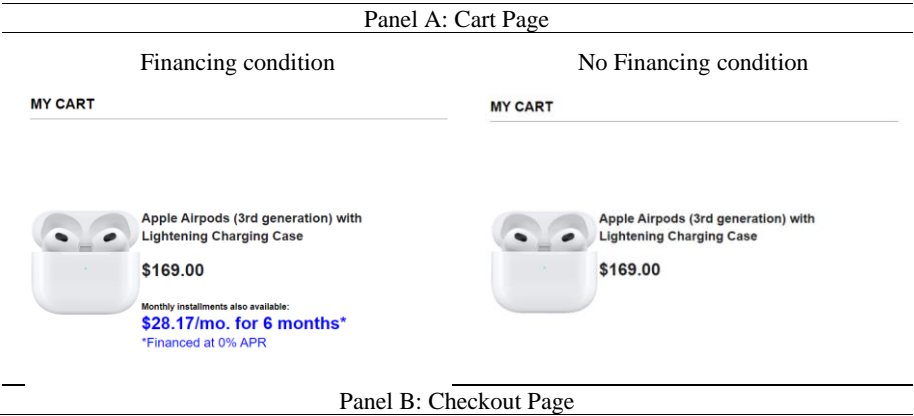 Panel A: Cart Page
Financing condition
No Financing condition
MY CART
Apple Airpods (3rd generation) with
Lightening Charging Case
$169.00
Monthly installments also available:
$28.17/mo. for 6 months*
*Financed at 0% APR
MY CART
Apple Airpods (3rd generation) with
Lightening Charging Case
$169.00
Panel B: Checkout Page